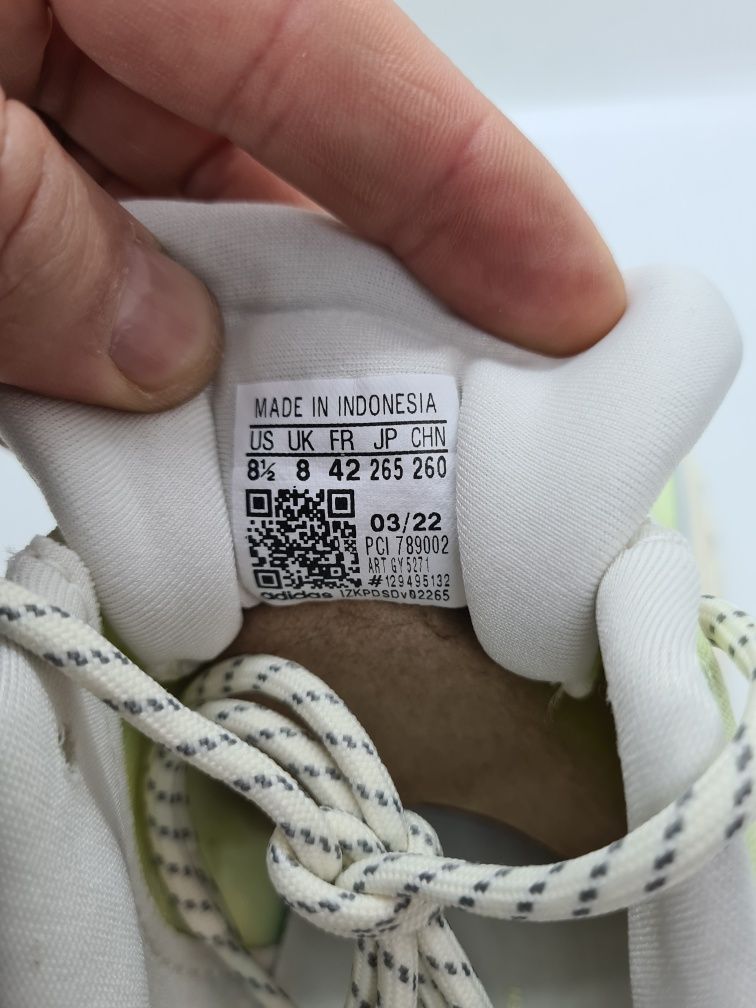 MADE IN INDONESIA
US UK FR JP CHN
8½ 8 42 265 260
03/22
PCI 789002
ART GY5271
#129495132
adidas IZKPDSDv02265